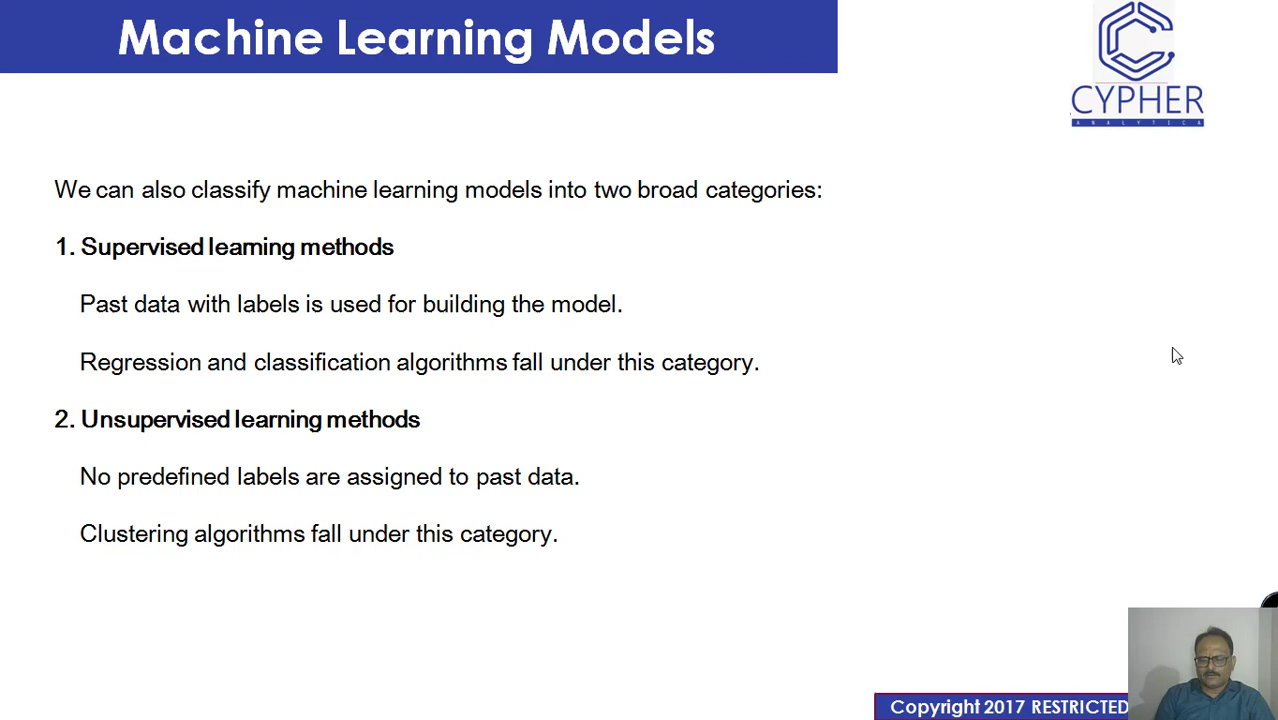 Machine Learning Models
CYPHER
ANALYTICA
We can also classify machine learning models into two broad categories:
1. Supervised learning methods
Past data with labels is used for building the model.
Regression and classification algorithms fall under this category.
2. Unsupervised learning methods
No predefined labels are assigned to past data.
Clustering algorithms fall under this category.
Copyright 2017 RESTRICTED